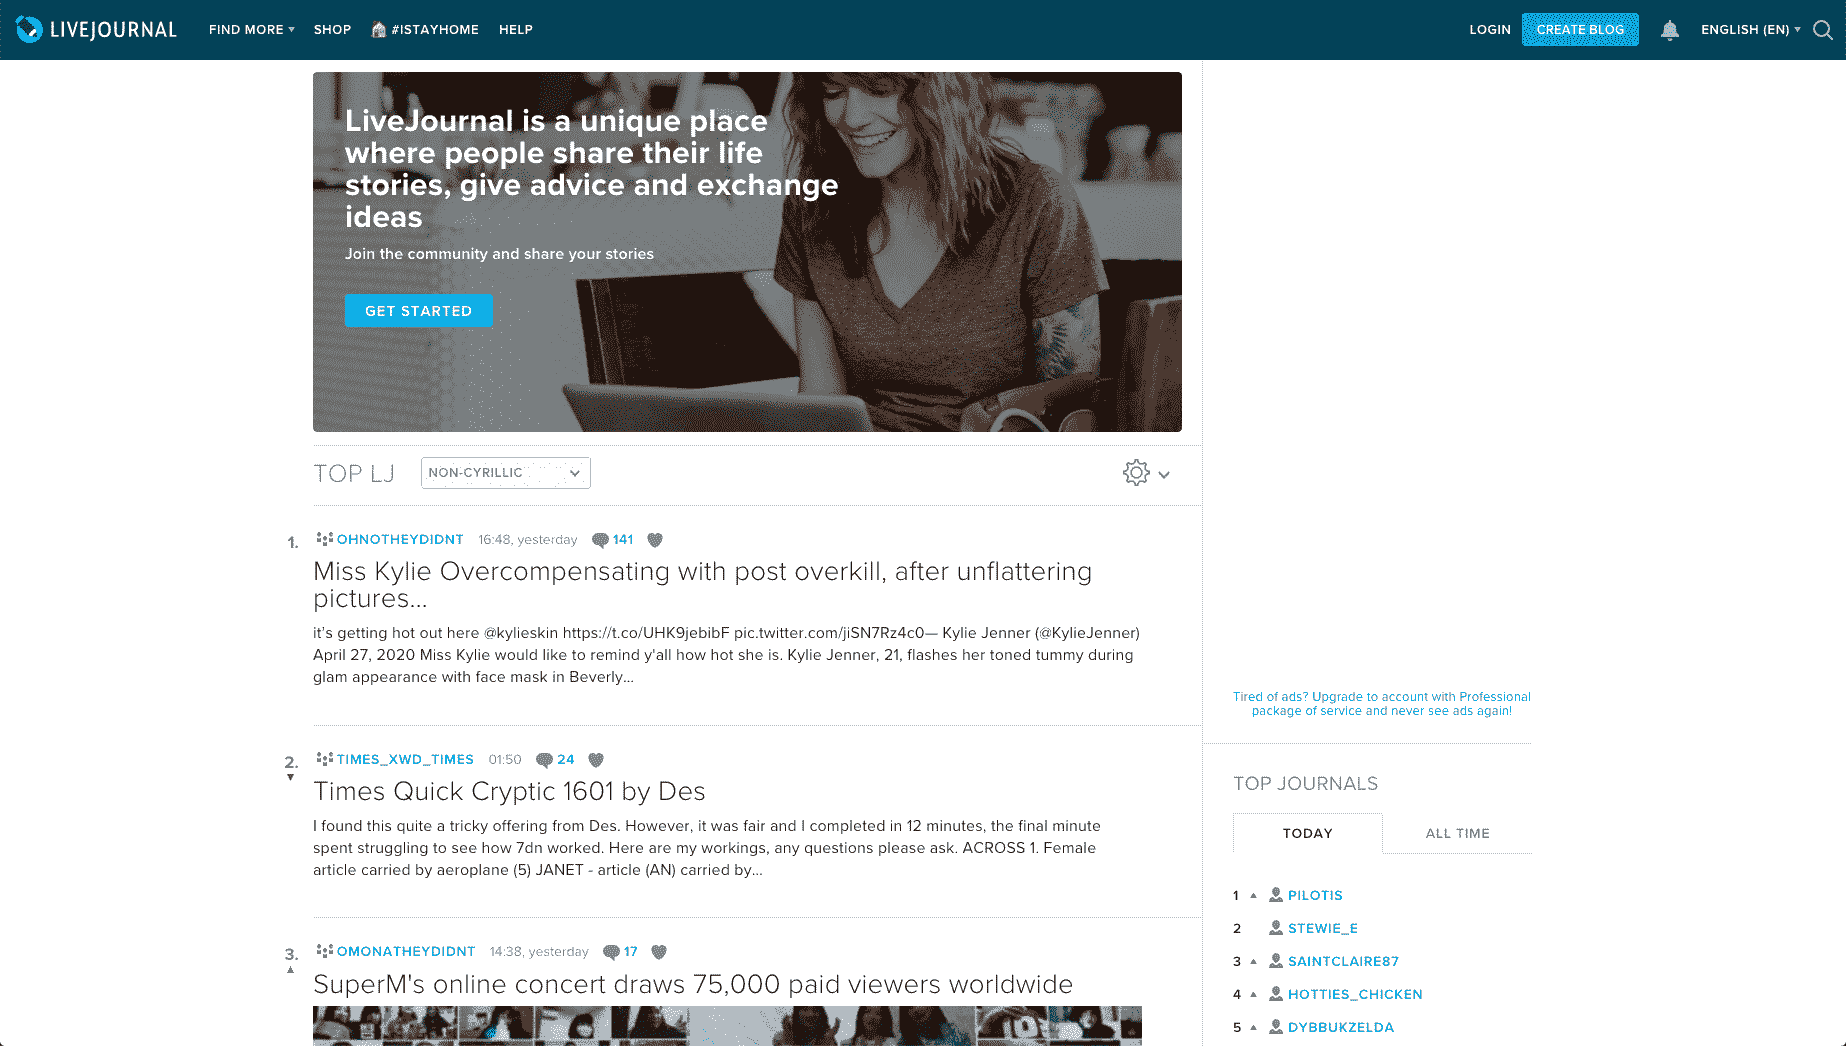 LIVEJOURNAL FIND MORE SHOP #ISTAYHOME HELP LOGIN CREATE BLOG ENGLISH (EN)
LiveJournal is a unique place
where people share their life
stories, give advice and exchange
ideas
Join the community and share your stories
GET STARTED
TOP LJ NON-CYRILLIC
1. OHNOTHEYDIDNT 16:48, yesterday 141
Miss Kylie Overcompensating with post overkill, after unflattering
pictures...
it's getting hot out here @kylieskin https://t.co/UHK9jebibF pic.twitter.com/jiSN7Rz4c0— Kylie Jenner (@KylieJenner)
April 27, 2020 Miss Kylie would like to remind y'all how hot she is. Kylie Jenner, 21, flashes her toned tummy during
glam appearance with face mask in Beverly...
2. TIMES_XWD_TIMES 01:50 24
Times Quick Cryptic 1601 by Des
I found this quite a tricky offering from Des. However, it was fair and I completed in 12 minutes, the final minute
spent struggling to see how 7dn worked. Here are my workings, any questions please ask. ACROSS 1. Female
article carried by aeroplane (5) JANET - article (AN) carried by...
3. OMONATHEYDIDNT 14:38, yesterday 17
SuperM's online concert draws 75,000 paid viewers worldwide
Tired of ads? Upgrade to account with Professional
package of service and never see ads again!
TOP JOURNALS
TODAY ALL TIME
1 PILOTIS
2 STEWIE_E
3 SAINTCLAIRE87
4 HOTTIES_CHICKEN
5 DYBBUKZELDA